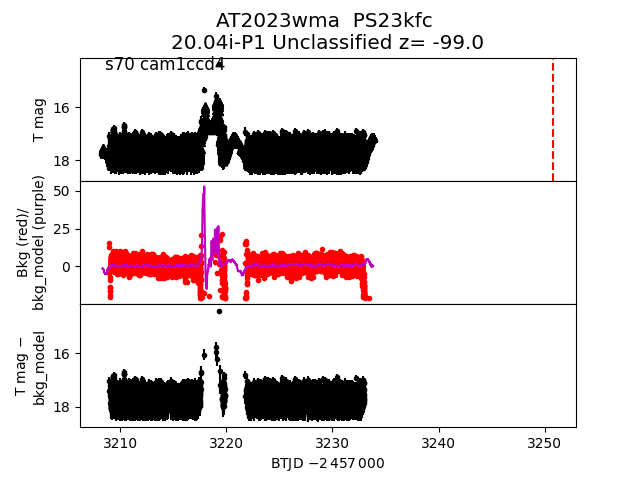 AT2023wma  PS23kfc
20.04i-P1 Unclassified z= -99.0
s70 cam1ccd4
T mag
16
18
Bkg (red)/
bkg_model (purple)
50
25
0
T mag −
bkg_model
16
18
3210 3220 3230 3240 3250
BTJD −2 457 000